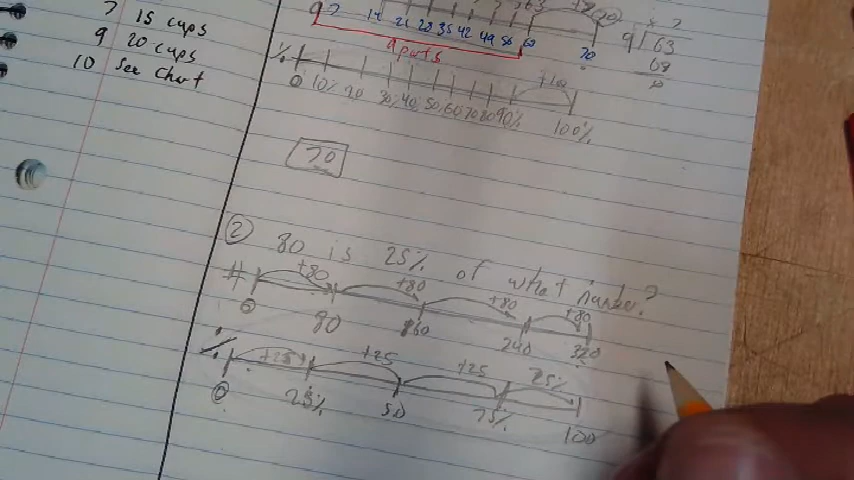 7 15 cups
9 20 cups
10 See Chart
0 7 14 21 28 35 42 49 56 63 70
9 parts
9 63
% +10
0 10% 20 30% 40 50 60 70 80 90% 100%
70
② 80 is 25% of what number?
# +80 +80 +80 +80
0 80 160 240 320
% +25 +25 +25 25%
0 25% 50 75% 100